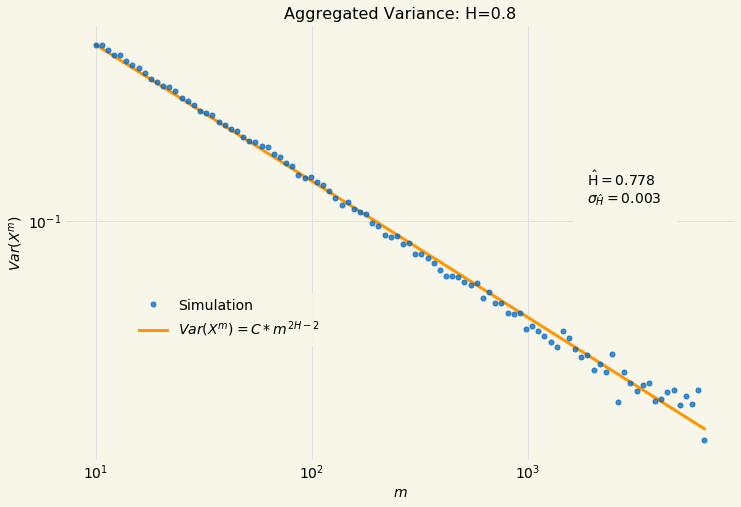 Aggregated Variance: H=0.8
Var(X^m)
10^−1
Ĥ = 0.778
σ_Ĥ = 0.003
Simulation
Var(X^m) = C * m^{2H−2}
10^1 10^2 10^3
m